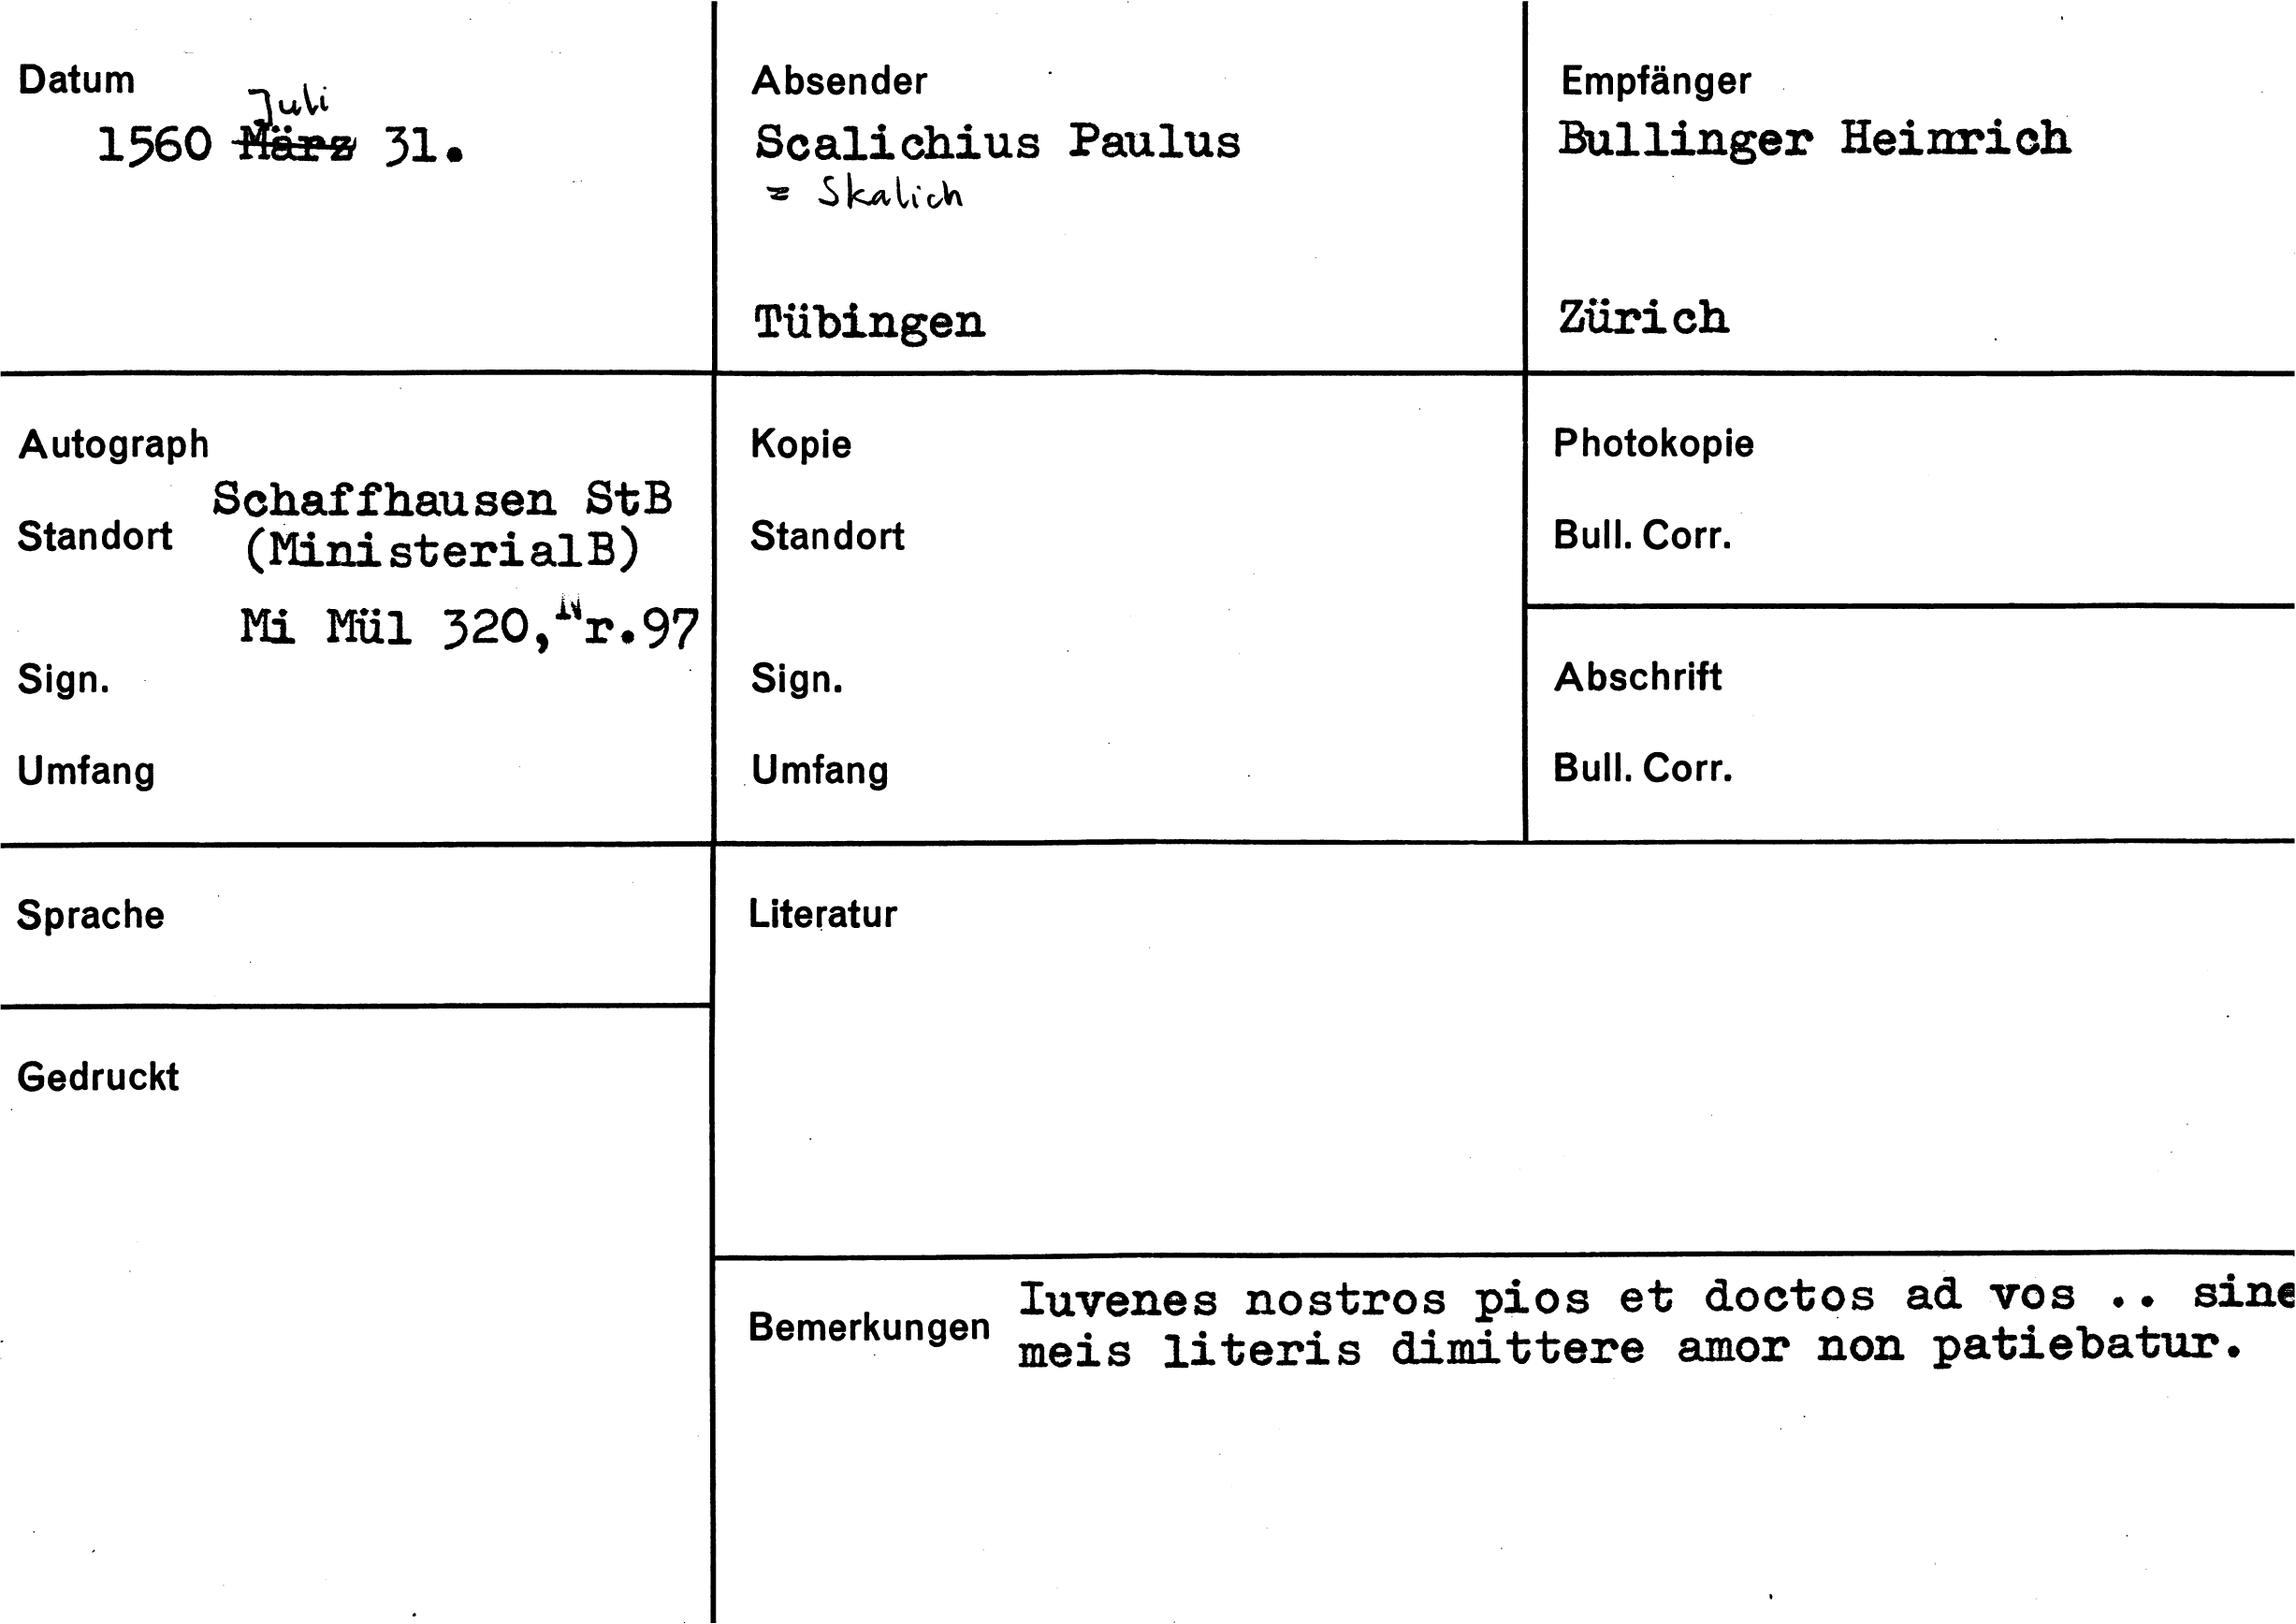 Datum
Juli
1560 März 31.
Absender
Scalichius Paulus
= Skalich
Tübingen
Empfänger
Bullinger Heinrich
Zürich
Autograph
Schaffhausen StB
Standort
(MinisterialB)
Mi Mül 320, Nr.97
Sign.
Umfang
Kopie
Standort
Sign.
Umfang
Photokopie
Bull. Corr.
Abschrift
Bull. Corr.
Sprache
Gedruckt
Literatur
Bemerkungen
Iuvenes nostros pios et doctos ad vos .. sine
meis literis dimittere amor non patiebatur.